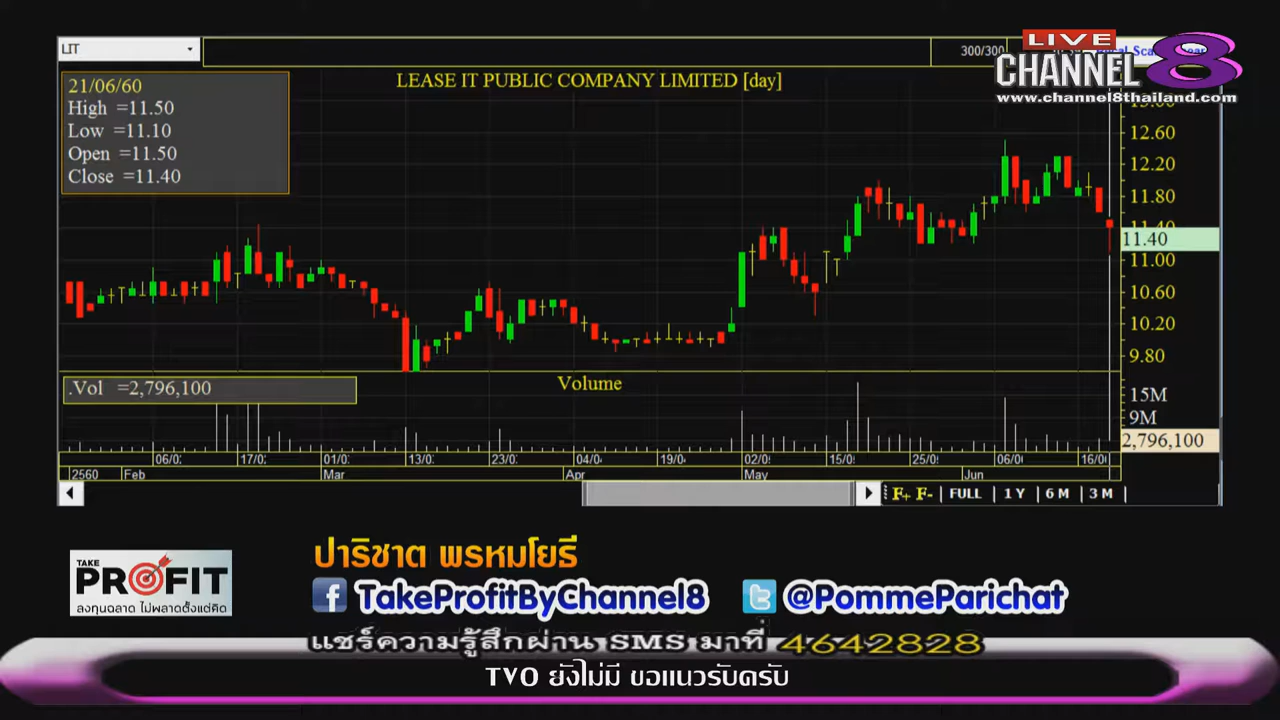 LIT
300/300
LIVE
CHANNEL 8
www.channel8thailand.com
21/06/60
High =11.50
Low =11.10
Open =11.50
Close =11.40
LEASE IT PUBLIC COMPANY LIMITED [day]
12.60
12.20
11.80
11.40
11.00
10.60
10.20
9.80
.Vol =2,796,100
Volume
15M
9M
2,796,100
06/0 17/0 01/0 13/0 23/0 04/0 19/0 02/0 15/0 25/0 06/0 16/0
2560 Feb Mar Apr May Jun
F+ F- FULL 1 Y 6 M 3 M
ปาริชาต พรหมโยธี
TAKE PROFIT
ลงทุนฉลาด ไม่พลาดตั้งแต่คิด
f TakeProfitByChannel8 @PommeParichat
แชร์ความรู้สึกผ่าน SMS มาที่ 4642828
TVO ยังไม่มี ขอแนวรับครับ